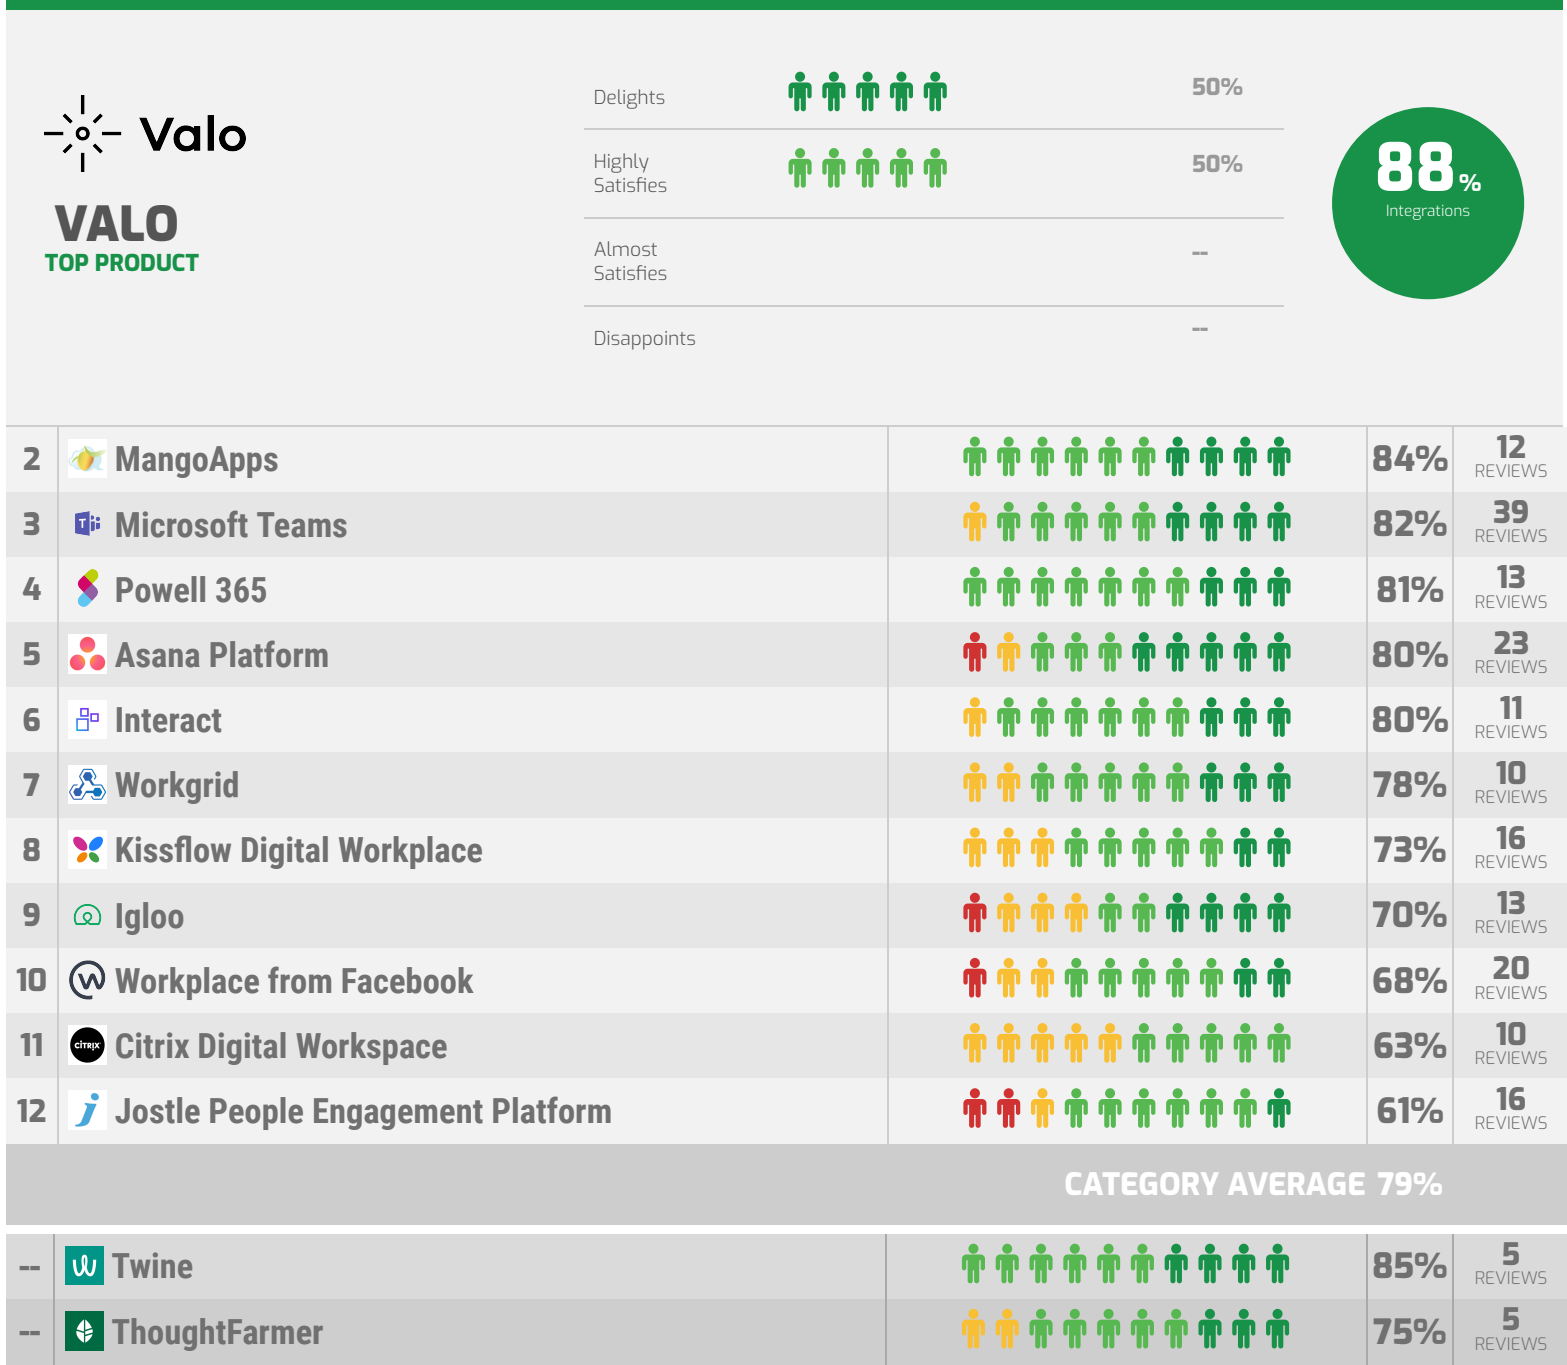 Valo
VALO
TOP PRODUCT
Delights 50%
Highly
Satisfies 50%
Almost
Satisfies --
Disappoints --
88%
Integrations
2 MangoApps 84% 12 REVIEWS
3 Microsoft Teams 82% 39 REVIEWS
4 Powell 365 81% 13 REVIEWS
5 Asana Platform 80% 23 REVIEWS
6 Interact 80% 11 REVIEWS
7 Workgrid 78% 10 REVIEWS
8 Kissflow Digital Workplace 73% 16 REVIEWS
9 Igloo 70% 13 REVIEWS
10 Workplace from Facebook 68% 20 REVIEWS
11 CITRIX Citrix Digital Workspace 63% 10 REVIEWS
12 Jostle People Engagement Platform 61% 16 REVIEWS
CATEGORY AVERAGE 79%
-- Twine 85% 5 REVIEWS
-- ThoughtFarmer 75% 5 REVIEWS